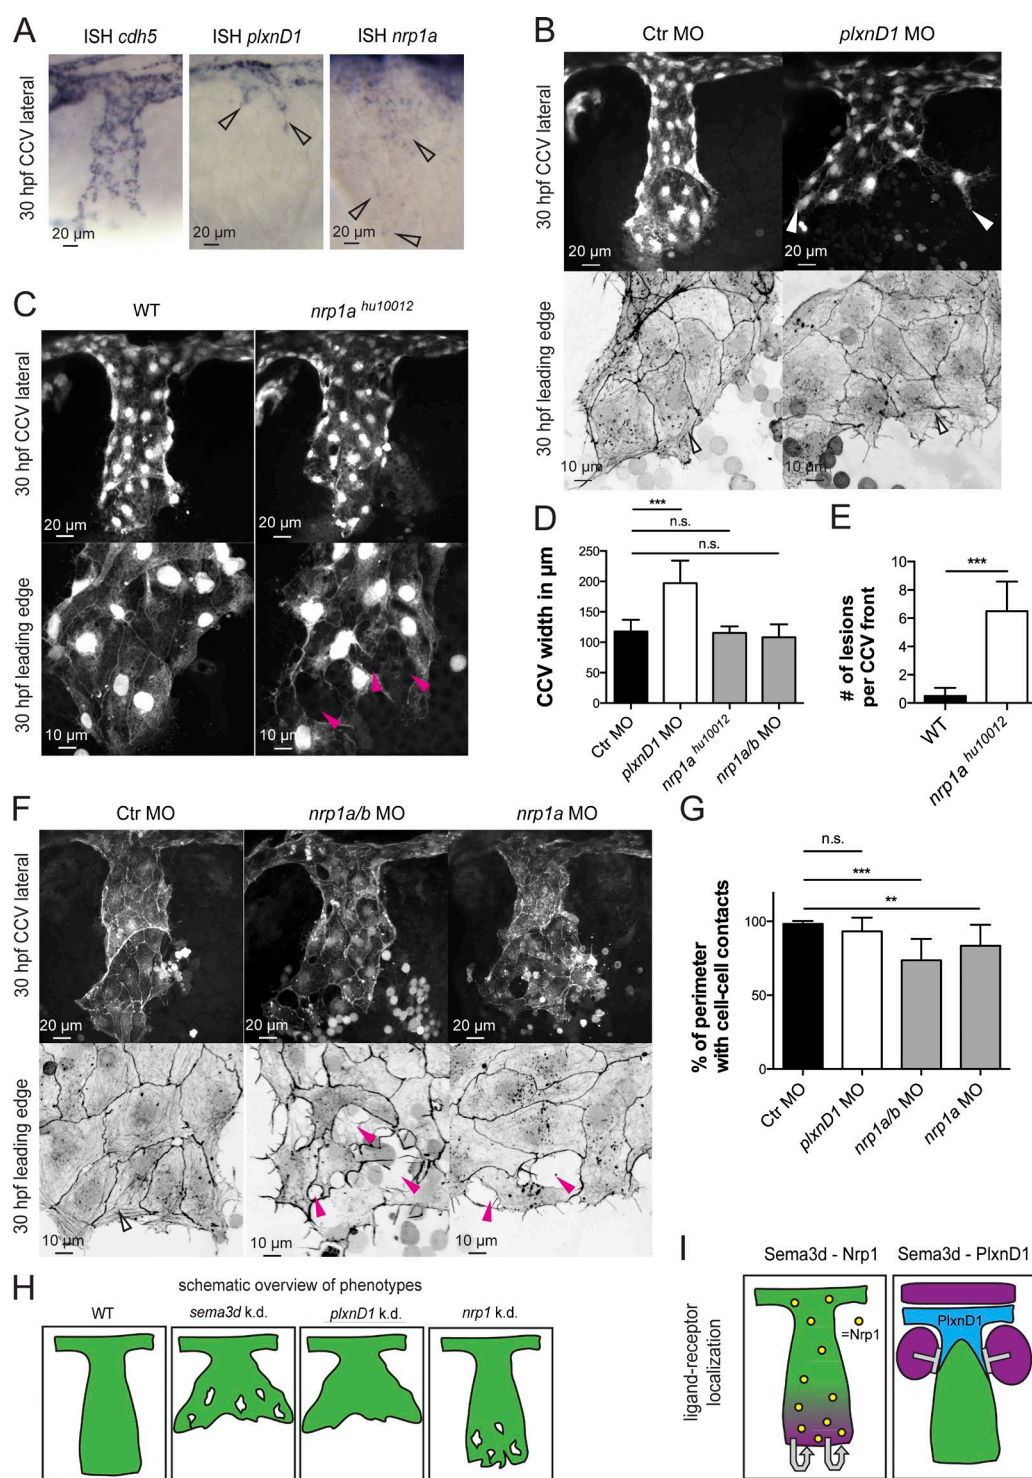 A
ISH cdh5
ISH plxnD1
ISH nrp1a
30 hpf CCV lateral
20 µm
20 µm
20 µm
B
Ctr MO
plxnD1 MO
30 hpf CCV lateral
20 µm
20 µm
30 hpf leading edge
10 µm
10 µm
C
WT
nrp1a hu10012
30 hpf CCV lateral
20 µm
20 µm
30 hpf leading edge
10 µm
10 µm
D
***
n.s.
n.s.
CCV width in µm
250
200
150
100
50
0
Ctr MO
plxnD1 MO
nrp1a hu10012
nrp1a/b MO
E
***
# of lesions
per CCV front
10
8
6
4
2
0
WT
nrp1a hu10012
F
Ctr MO
nrp1a/b MO
nrp1a MO
30 hpf CCV lateral
20 µm
20 µm
20 µm
30 hpf leading edge
10 µm
10 µm
10 µm
G
n.s.
***
**
% of perimeter
with cell-cell contacts
100
50
0
Ctr MO
plxnD1 MO
nrp1a/b MO
nrp1a MO
H
schematic overview of phenotypes
WT
sema3d k.d.
plxnD1 k.d.
nrp1 k.d.
I
Sema3d - Nrp1
Sema3d - PlxnD1
ligand-receptor
localization
=Nrp1
PlxnD1